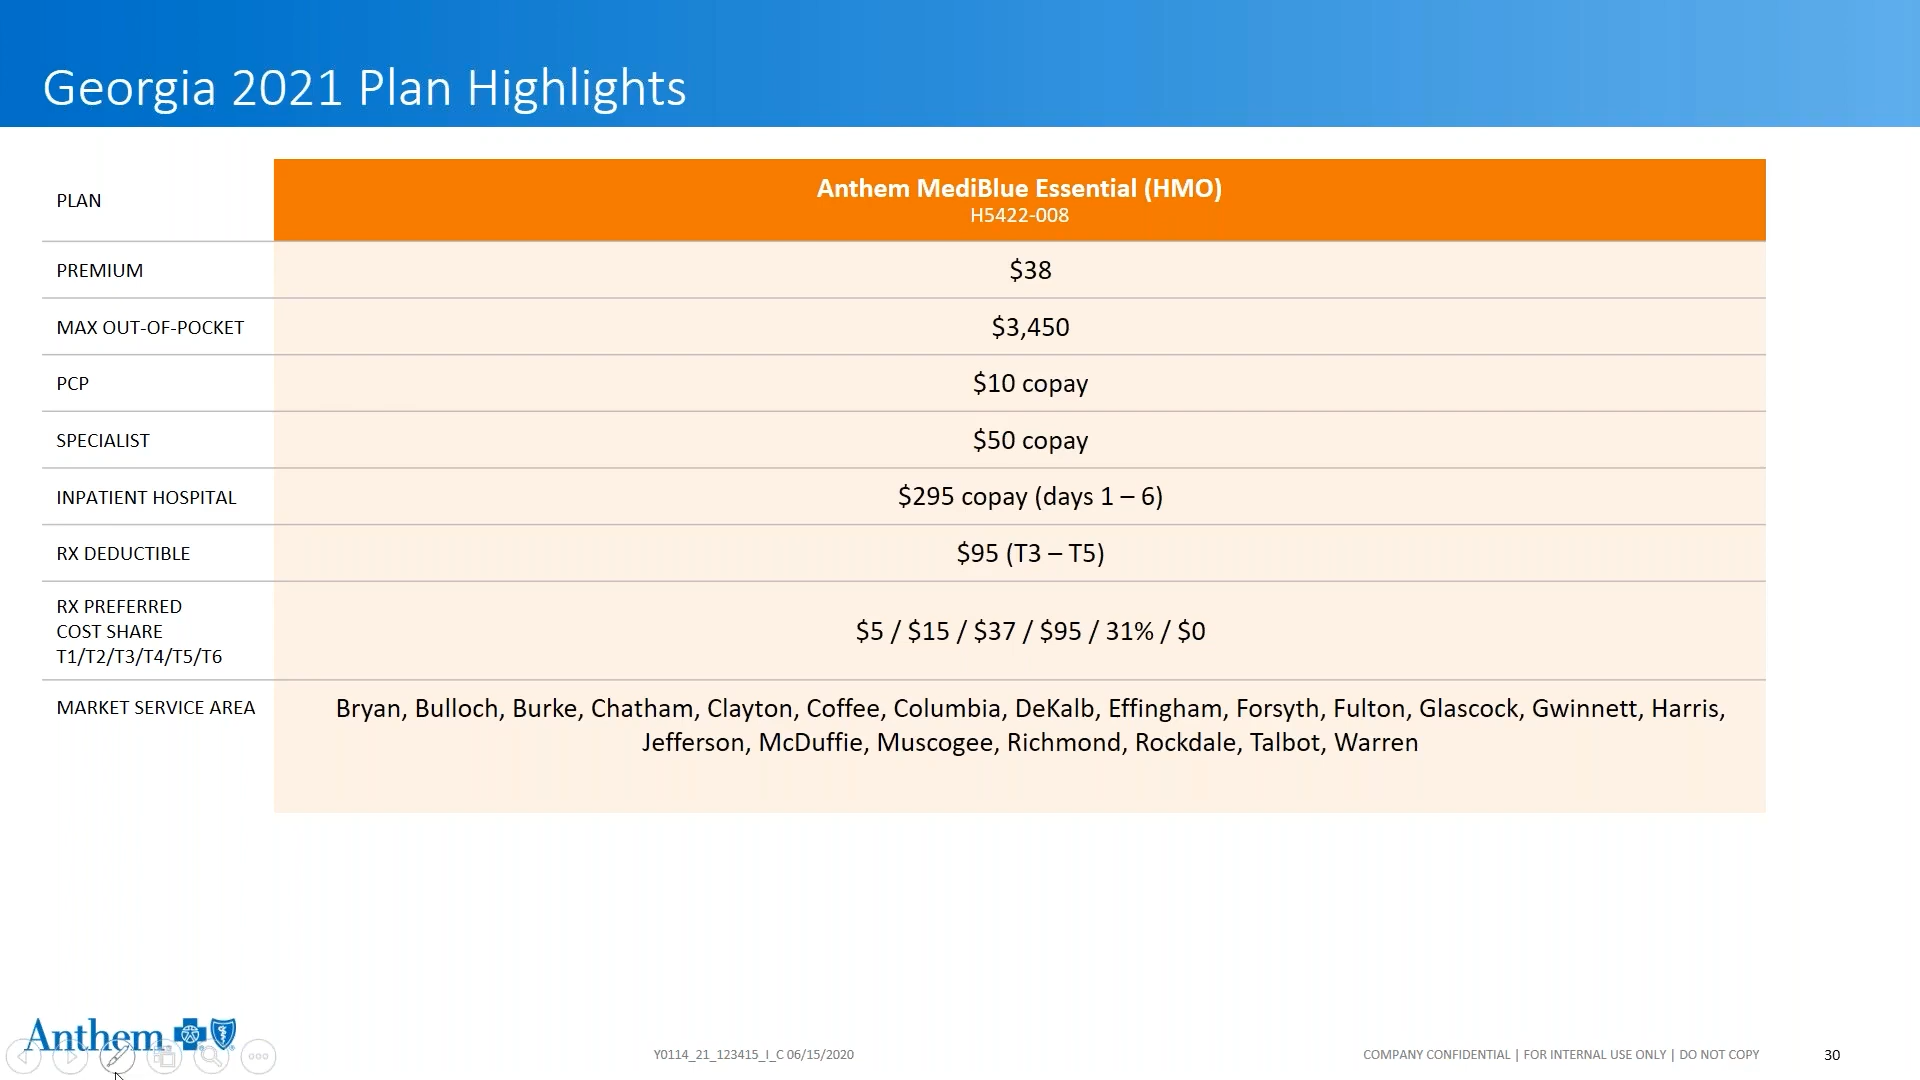 Georgia 2021 Plan Highlights
PLAN
Anthem MediBlue Essential (HMO)
H5422-008
PREMIUM
$38
MAX OUT-OF-POCKET
$3,450
PCP
$10 copay
SPECIALIST
$50 copay
INPATIENT HOSPITAL
$295 copay (days 1 – 6)
RX DEDUCTIBLE
$95 (T3 – T5)
RX PREFERRED
COST SHARE
T1/T2/T3/T4/T5/T6
$5 / $15 / $37 / $95 / 31% / $0
MARKET SERVICE AREA
Bryan, Bulloch, Burke, Chatham, Clayton, Coffee, Columbia, DeKalb, Effingham, Forsyth, Fulton, Glascock, Gwinnett, Harris,
Jefferson, McDuffie, Muscogee, Richmond, Rockdale, Talbot, Warren
Anthem
Y0114_21_123415_I_C 06/15/2020
COMPANY CONFIDENTIAL | FOR INTERNAL USE ONLY | DO NOT COPY
30